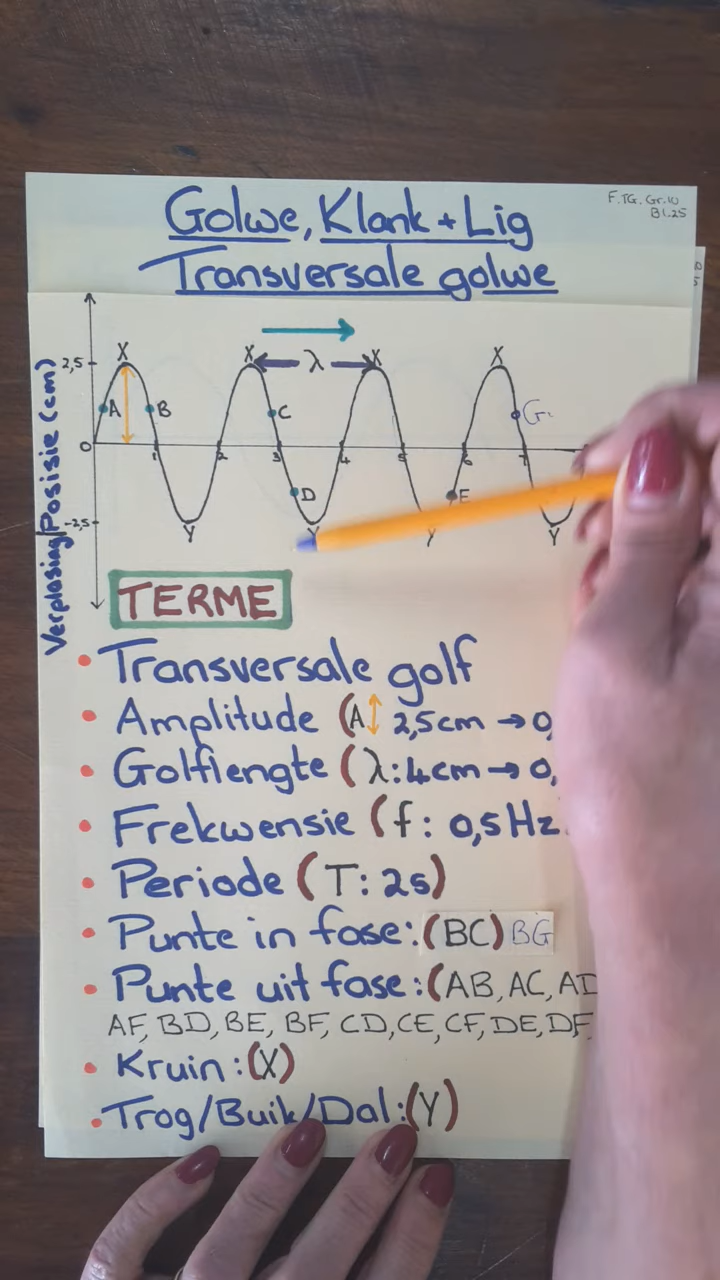 F.TG.Gr.10
Bl.25
Golwe, Klank + Lig
Transversale golwe
Verplasing/Posisie (cm)
2,5
0
-2,5
X X X X
λ
A B C D E G
1 2 3 4 5 6 7
Y Y Y Y
TERME
• Transversale golf
• Amplitude (A↕ 2,5cm → 0,
• Golflengte (λ: 4cm → 0,
• Frekwensie (f: 0,5 Hz
• Periode (T: 2s)
• Punte in fase: (BC) BG
• Punte uit fase: (AB, AC, AD
AF, BD, BE, BF, CD, CE, CF, DE, DF,
• Kruin: (X)
• Trog/Buik/Dal: (Y)